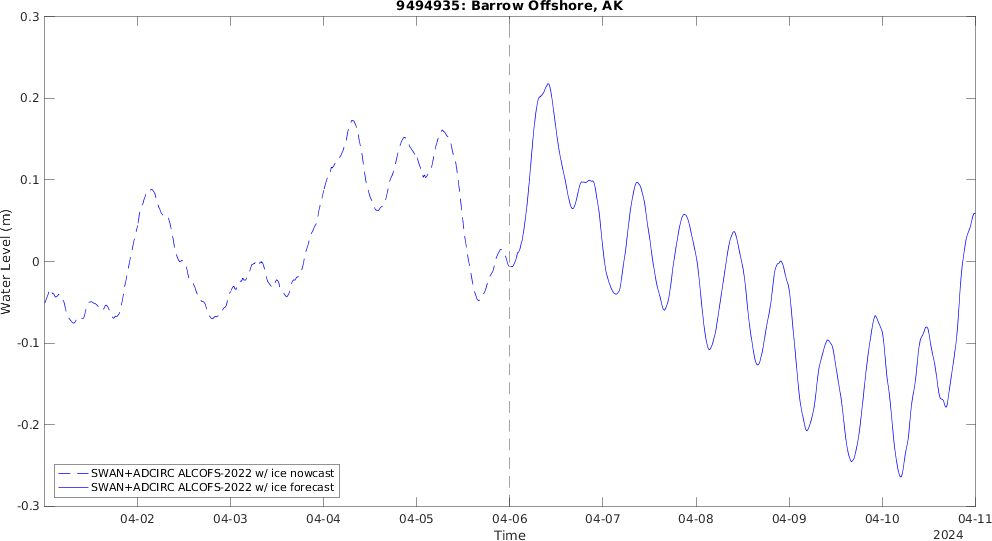 9494935: Barrow Offshore, AK
Water Level (m)
0.3
0.2
0.1
0
-0.1
-0.2
-0.3
SWAN+ADCIRC ALCOFS-2022 w/ ice nowcast
SWAN+ADCIRC ALCOFS-2022 w/ ice forecast
04-02 04-03 04-04 04-05 04-06 04-07 04-08 04-09 04-10 04-11
Time
2024